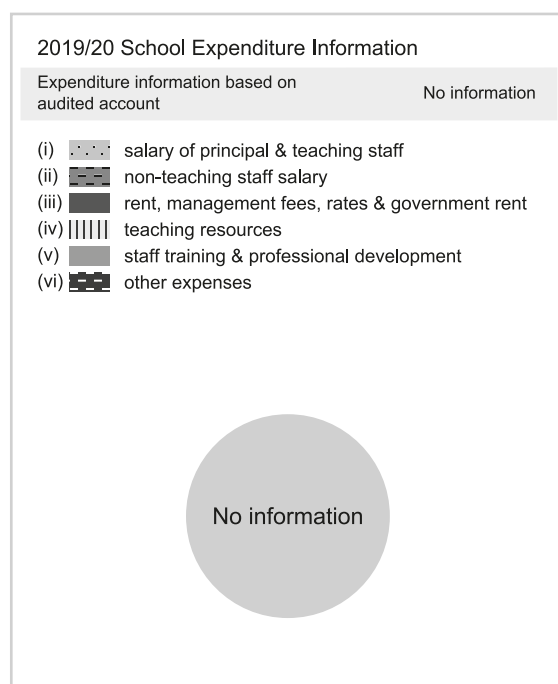 2019/20 School Expenditure Information
Expenditure information based on
audited account
No information
(i) salary of principal & teaching staff
(ii) non-teaching staff salary
(iii) rent, management fees, rates & government rent
(iv) teaching resources
(v) staff training & professional development
(vi) other expenses
No information